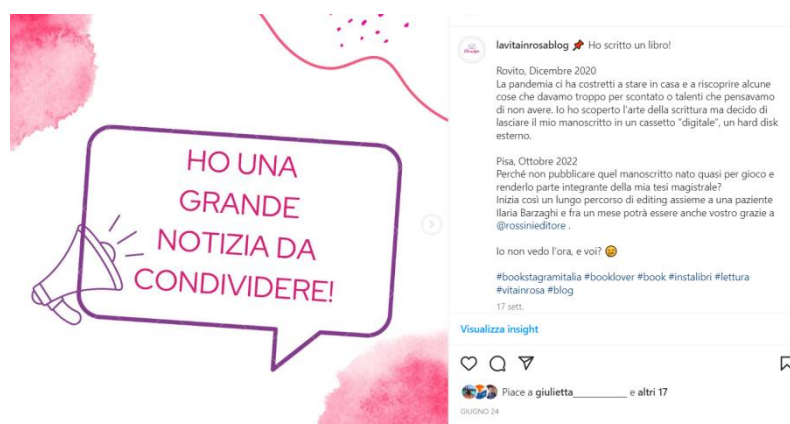 HO UNA
GRANDE
NOTIZIA DA
CONDIVIDERE!
lavitainrosablog 📌 Ho scritto un libro!
Rovito, Dicembre 2020
La pandemia ci ha costretti a stare in casa e a riscoprire alcune
cose che davamo troppo per scontato o talenti che pensavamo
di non avere. Io ho scoperto l'arte della scrittura ma decido di
lasciare il mio manoscritto in un cassetto "digitale", un hard disk
esterno.
Pisa, Ottobre 2022
Perché non pubblicare quel manoscritto nato quasi per gioco e
renderlo parte integrante della mia tesi magistrale?
Inizia così un lungo percorso di editing assieme a una paziente
Ilaria Barzaghi e fra un mese potrà essere anche vostro grazie a
@rossinieditore .
Io non vedo l'ora, e voi? 😊
#bookstagramitalia #booklover #book #instalibri #lettura
#vitainrosa #blog
17 sett.
Visualizza insight
Piace a giulietta____________ e altri 17
GIUGNO 24